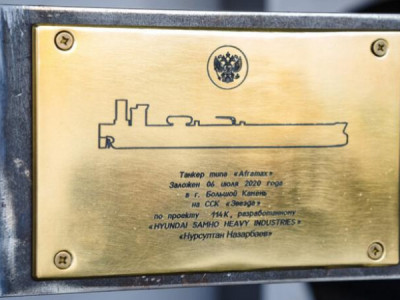 Танкер типа «Aframax»
Заложен 06 июля 2020 года
в г. Большой Камень
на ССК «Звезда»
по проекту 114К, разработанному
«HYUNDAI SAMHO HEAVY INDUSTRIES»
«Нурсултан Назарбаев»